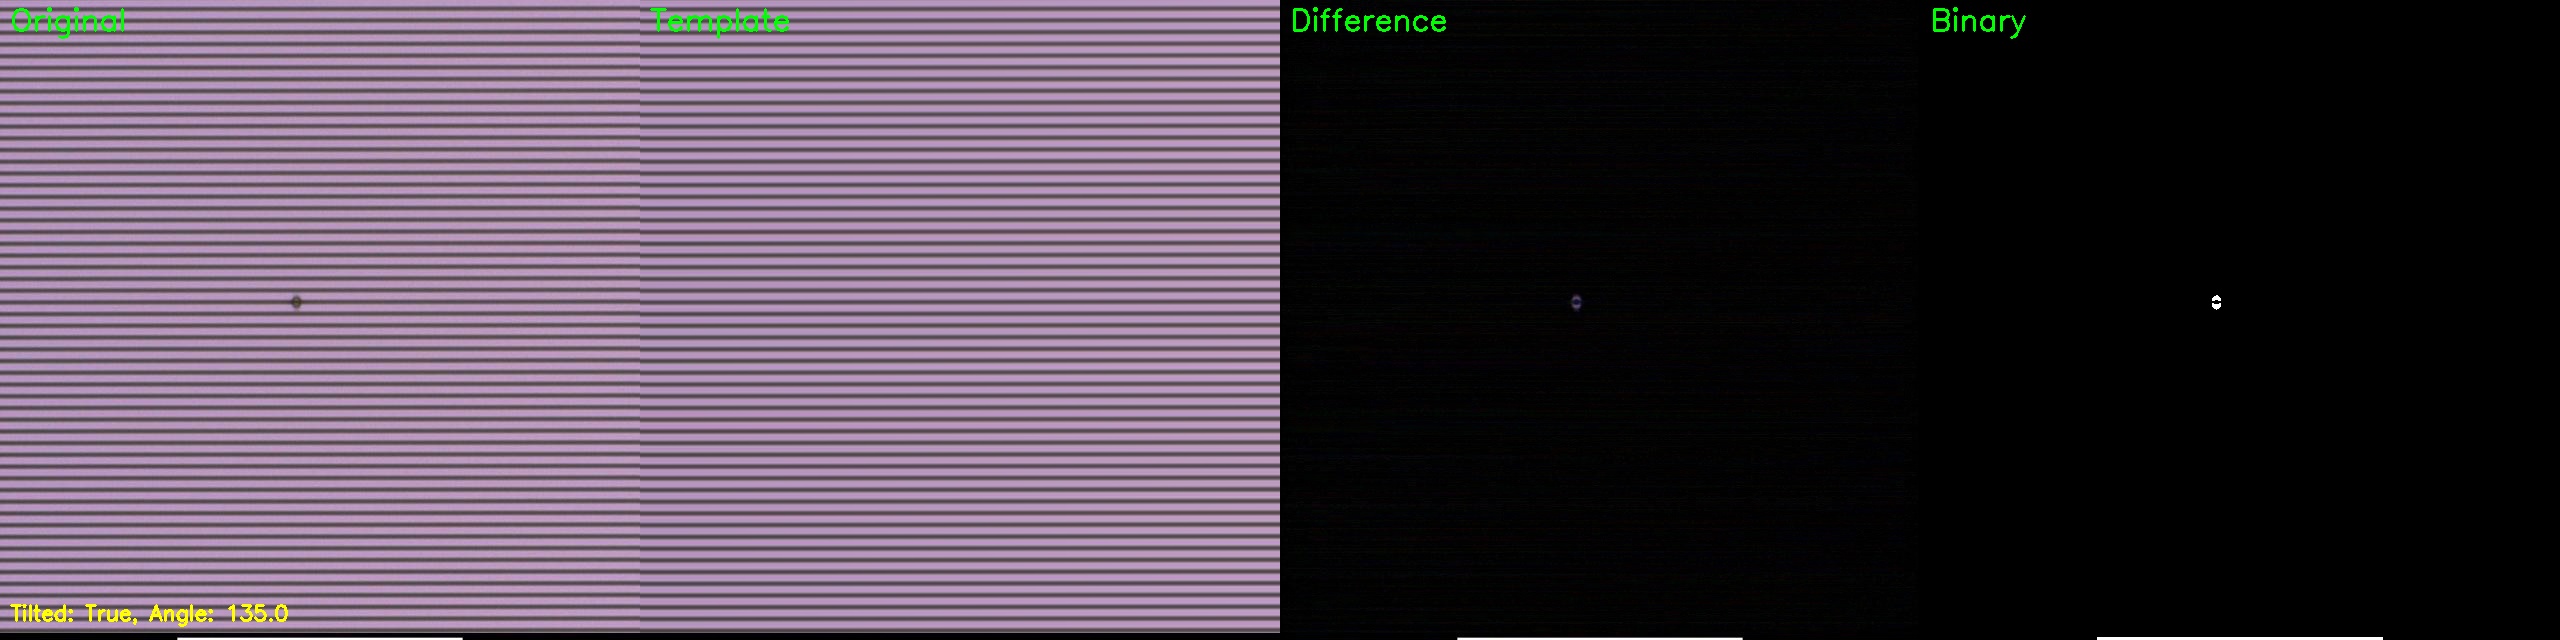 Original
Template
Difference
Binary
Tilted: True, Angle: 135.0